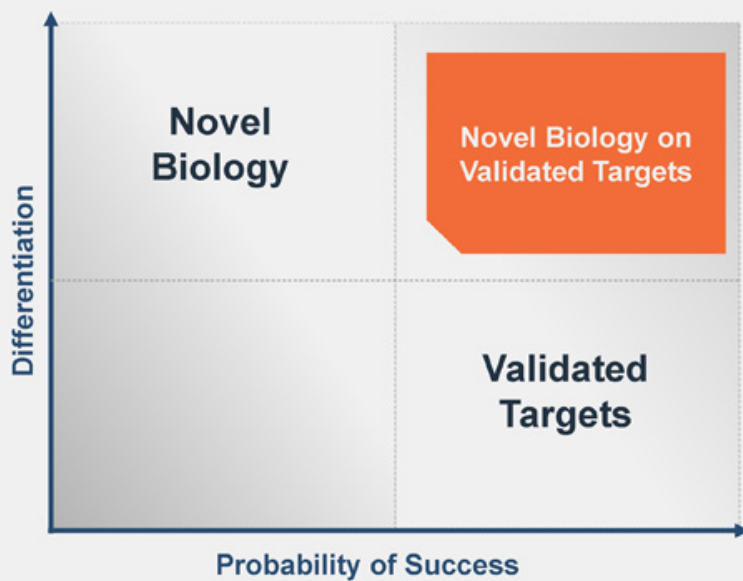 Novel
Biology
Novel Biology on
Validated Targets
Differentiation
Validated
Targets
Probability of Success